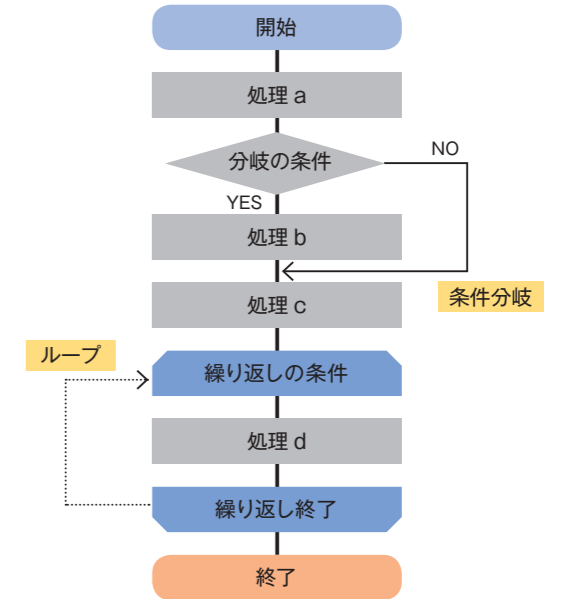 開始
処理 a
分岐の条件
NO
YES
処理 b
条件分岐
処理 c
ループ
繰り返しの条件
処理 d
繰り返し終了
終了